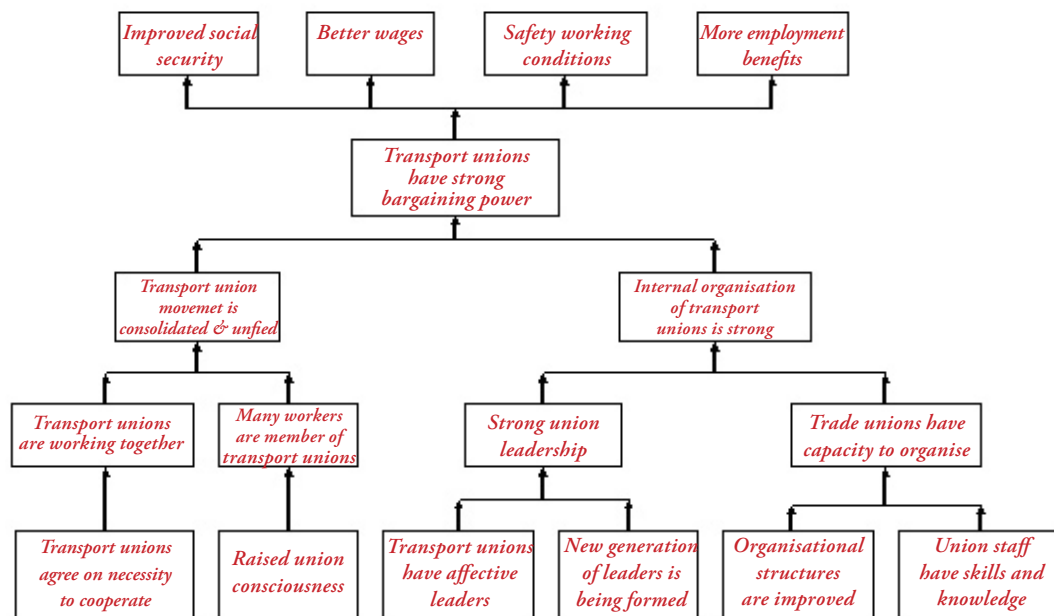 Improved social
security
Better wages
Safety working
conditions
More employment
benefits
Transport unions
have strong
bargaining power
Transport union
movemet is
consolidated & unfied
Internal organisation
of transport
unions is strong
Transport unions
are working together
Many workers
are member of
transport unions
Strong union
leadership
Trade unions have
capacity to organise
Transport unions
agree on necessity
to cooperate
Raised union
consciousness
Transport unions
have affective
leaders
New generation
of leaders is
being formed
Organisational
structures
are improved
Union staff
have skills and
knowledge